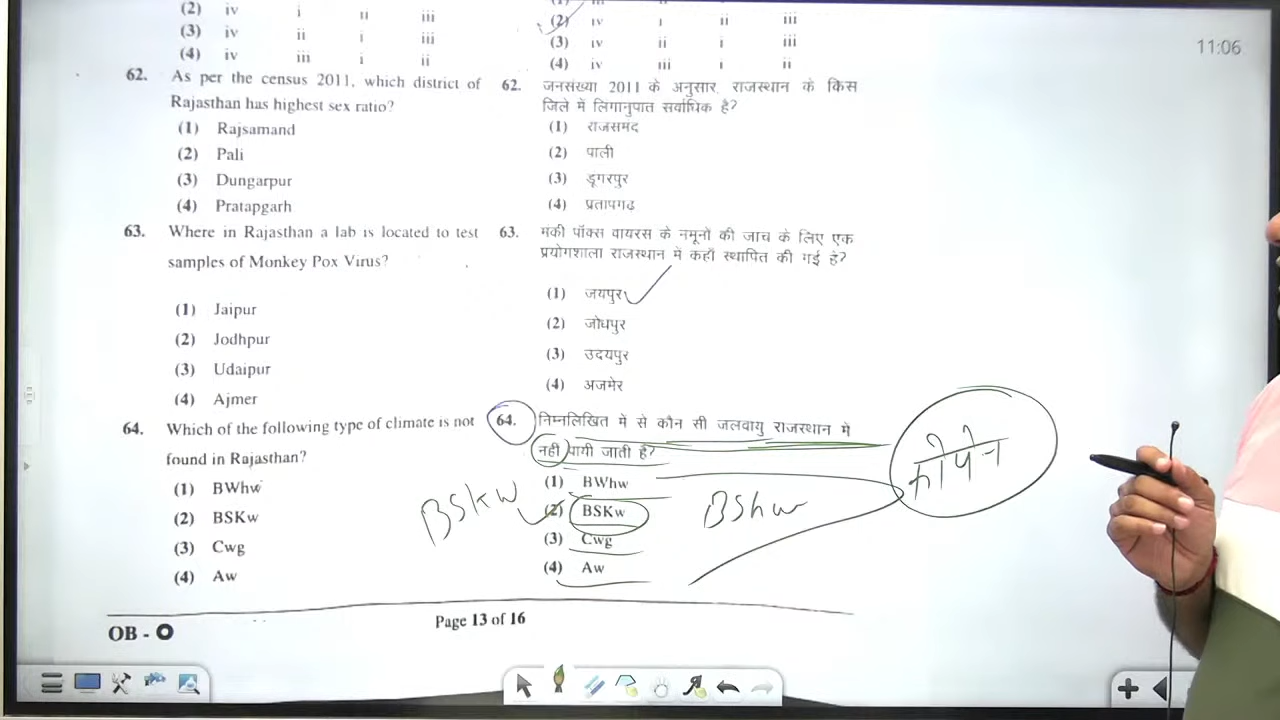 (2) iv i ii iii
(3) iv ii i iii
(4) iv iii i ii
62. As per the census 2011, which district of
Rajasthan has highest sex ratio?
(1) Rajsamand
(2) Pali
(3) Dungarpur
(4) Pratapgarh
63. Where in Rajasthan a lab is located to test
samples of Monkey Pox Virus?
(1) Jaipur
(2) Jodhpur
(3) Udaipur
(4) Ajmer
64. Which of the following type of climate is not
found in Rajasthan?
(1) BWhw
(2) BSKw
(3) Cwg
(4) Aw
(2) iv i ii iii
(3) iv ii i iii
(4) iv iii i ii
62. जनसंख्या 2011 के अनुसार, राजस्थान के किस
जिले में लिंगानुपात सर्वाधिक है?
(1) राजसमंद
(2) पाली
(3) डूंगरपुर
(4) प्रतापगढ़
63. मंकी पॉक्स वायरस के नमूनों की जांच के लिए एक
प्रयोगशाला राजस्थान में कहाँ स्थापित की गई है?
(1) जयपुर
(2) जोधपुर
(3) उदयपुर
(4) अजमेर
64. निम्नलिखित में से कौन सी जलवायु राजस्थान में
नहीं पायी जाती है?
(1) BWhw
(2) BSKw
(3) Cwg
(4) Aw
BSKw
BShw
कोपेन
OB - O
Page 13 of 16
11:06